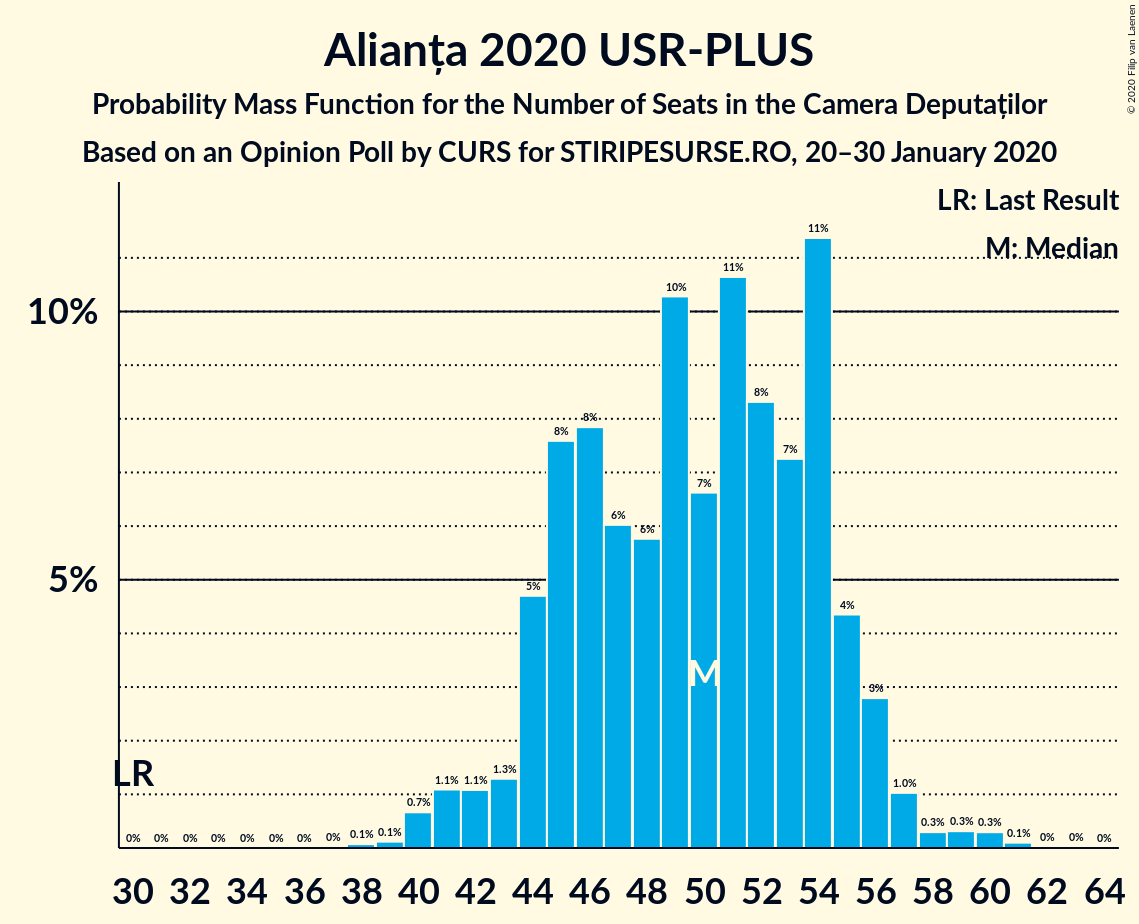 Alianța 2020 USR-PLUS
Probability Mass Function for the Number of Seats in the Camera Deputaților
Based on an Opinion Poll by CURS for STIRIPESURSE.RO, 20–30 January 2020
© 2020 Filip van Laenen
LR: Last Result
M: Median
10%
5%
0% 0% 0% 0% 0% 0% 0% 0% 0.1% 0.1% 0.7% 1.1% 1.1% 1.3% 5% 8% 8% 6% 6% 10% 7% 11% 8% 7% 11% 4% 3% 1.0% 0.3% 0.3% 0.3% 0.1% 0% 0% 0%
M
LR
30 32 34 36 38 40 42 44 46 48 50 52 54 56 58 60 62 64